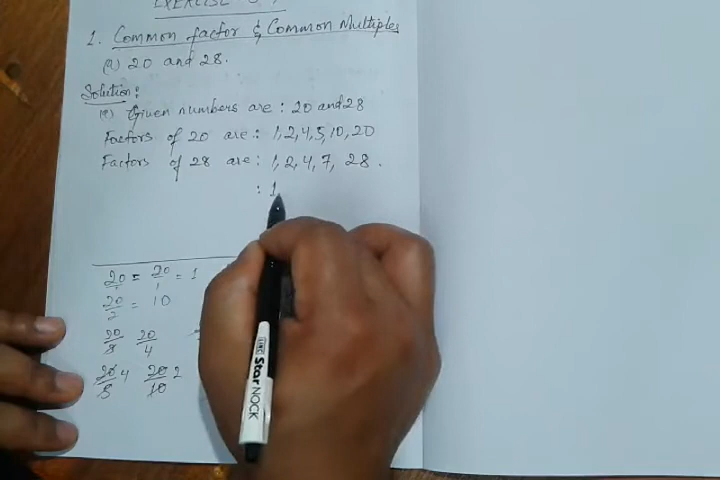 1. Common factor & Common Multiples
(a) 20 and 28.
Solution:
(a) Given numbers are : 20 and 28
Factors of 20 are : 1,2,4,5,10,20
Factors of 28 are : 1,2,4,7, 28.
: 1
20/1 = 20/1 = 1
20/2 = 10
20/8 20/4
20/5 4 20/10 2
StarNOCK